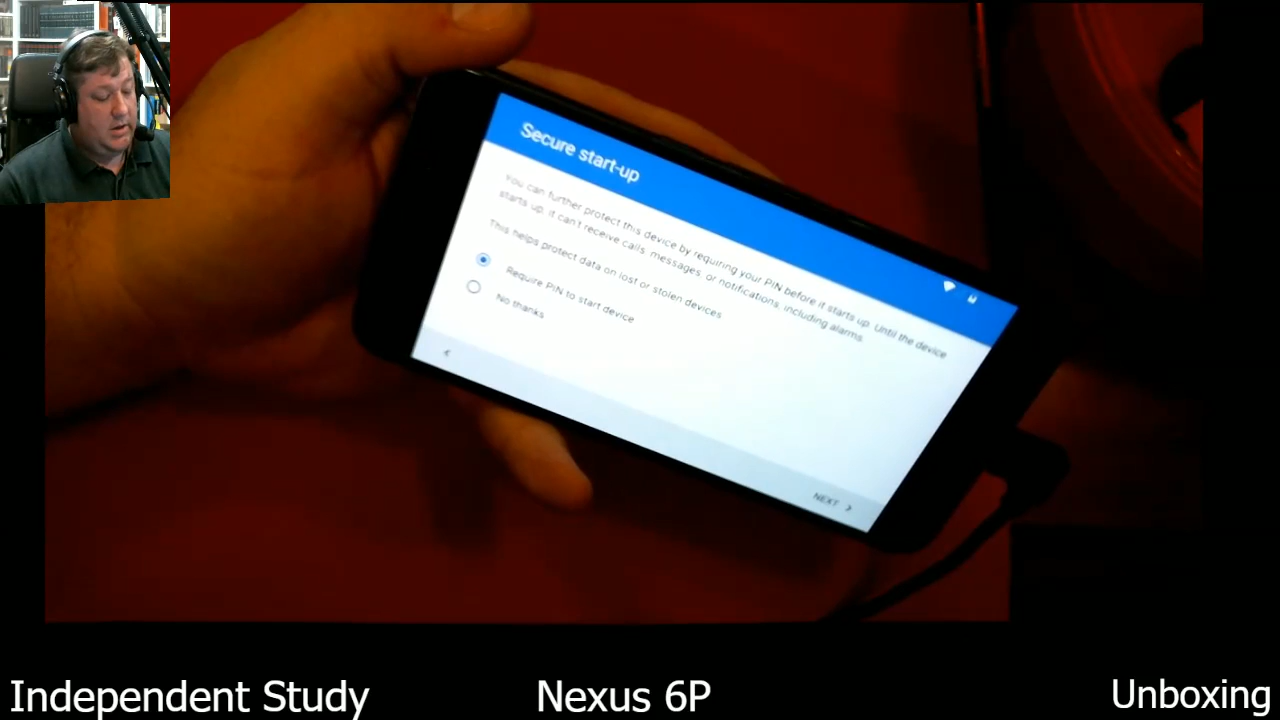 Secure start-up
You can further protect this device by requiring your PIN before it starts up. Until the device
starts up, it can't receive calls, messages, or notifications, including alarms.
This helps protect data on lost or stolen devices.
Require PIN to start device
No thanks
NEXT
Independent Study
Nexus 6P
Unboxing